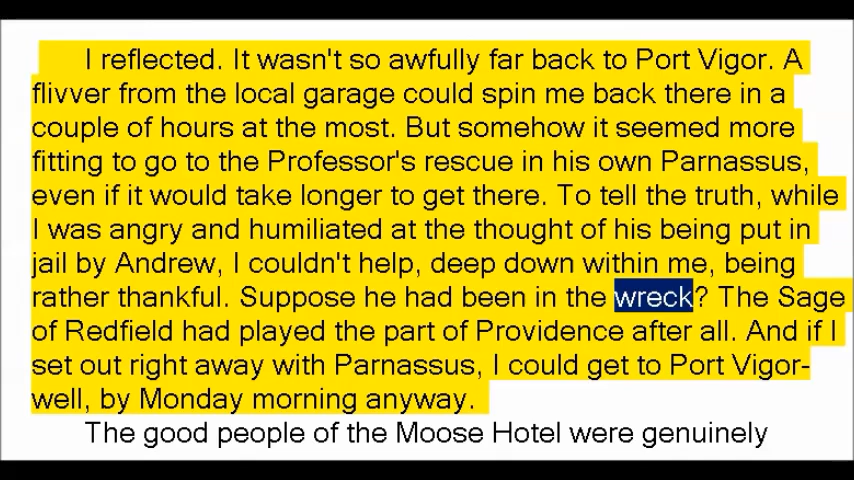 I reflected. It wasn't so awfully far back to Port Vigor. A
flivver from the local garage could spin me back there in a
couple of hours at the most. But somehow it seemed more
fitting to go to the Professor's rescue in his own Parnassus,
even if it would take longer to get there. To tell the truth, while
I was angry and humiliated at the thought of his being put in
jail by Andrew, I couldn't help, deep down within me, being
rather thankful. Suppose he had been in the wreck? The Sage
of Redfield had played the part of Providence after all. And if I
set out right away with Parnassus, I could get to Port Vigor-
well, by Monday morning anyway.
The good people of the Moose Hotel were genuinely